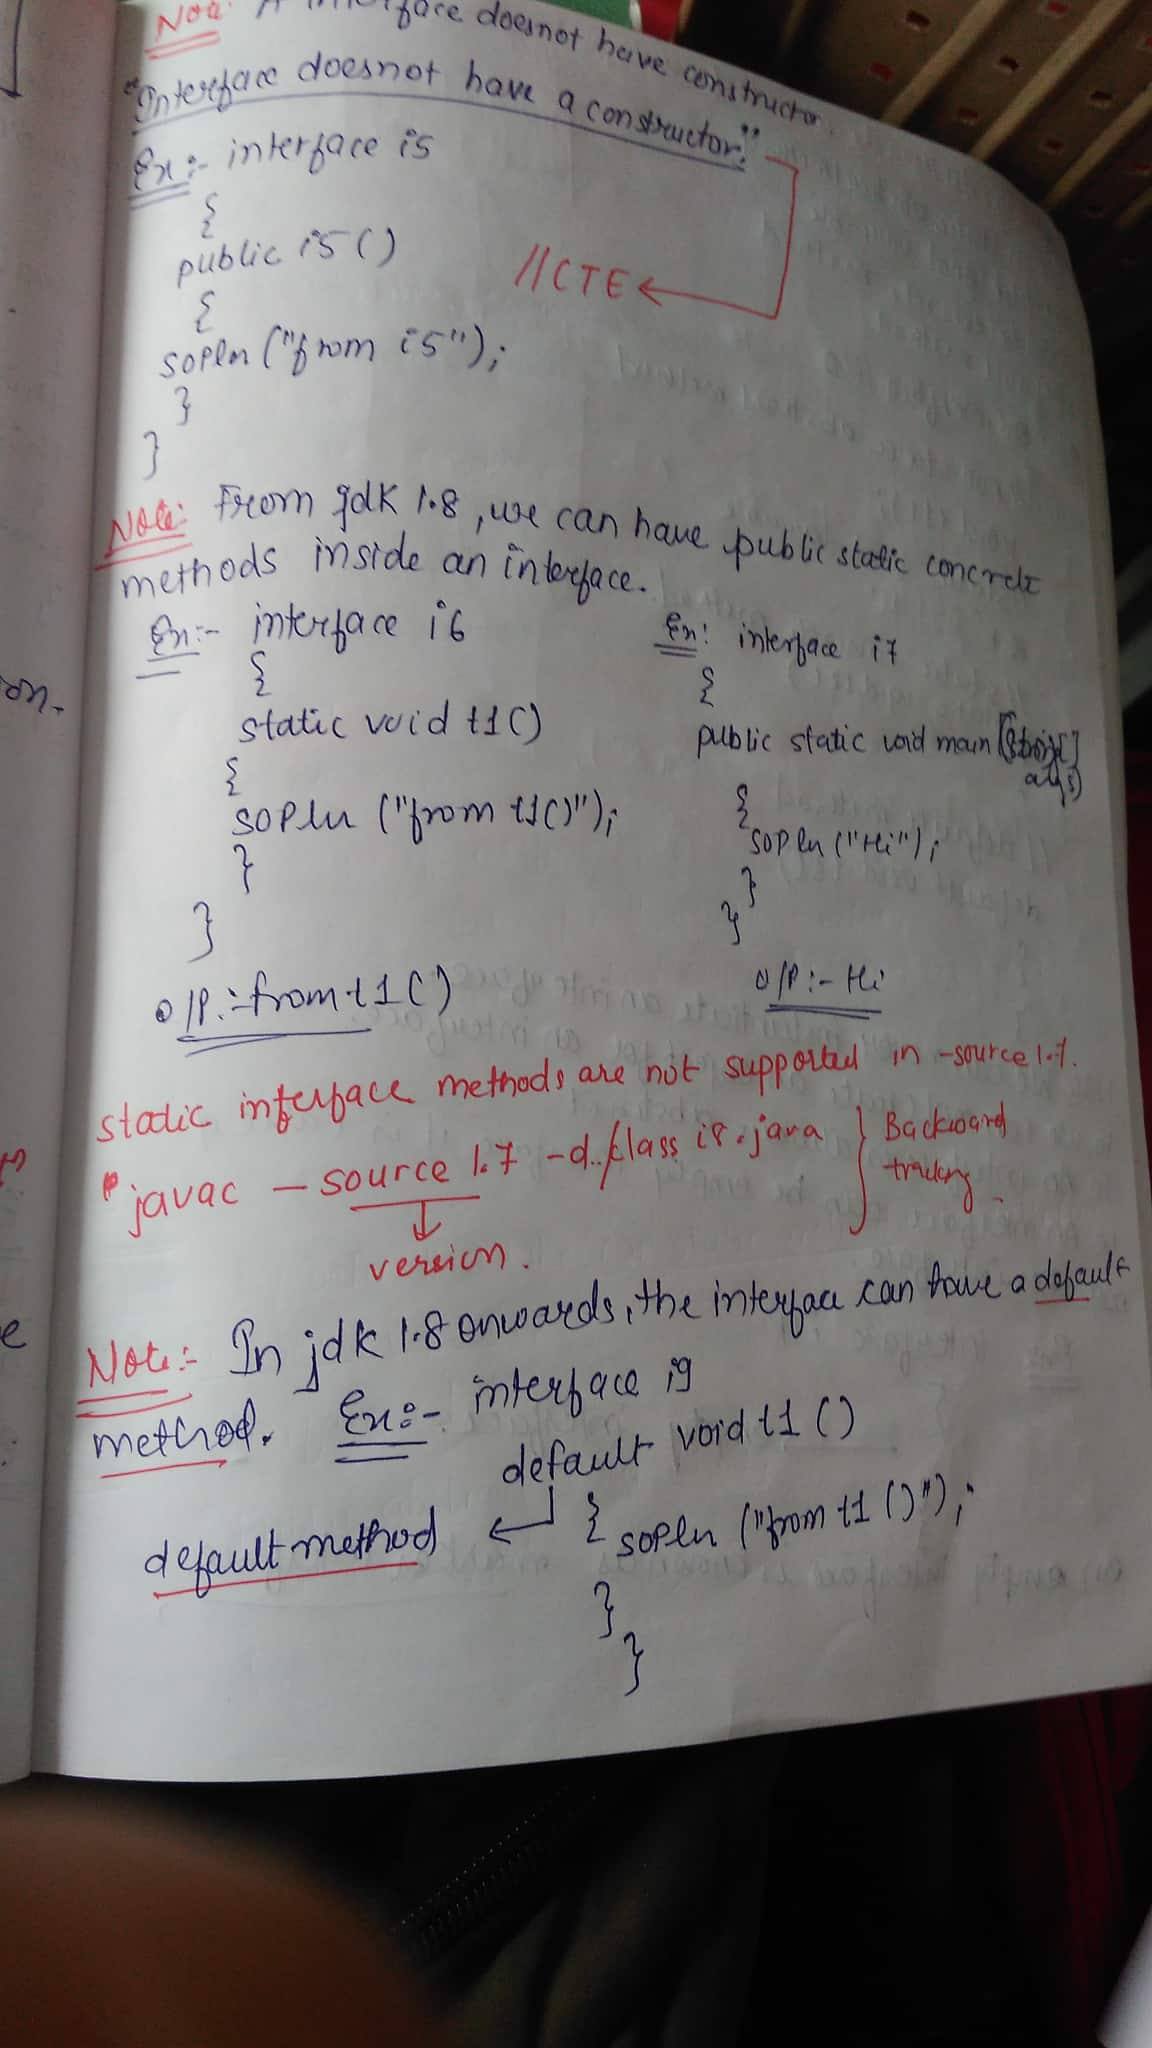 Note: A interface doesnot have constructor.
"Interface doesnot have a constructor."
Ex:- interface i5
{
public i5()
//CTE
{
sopln ("from i5");
}
}
Note: From jdk 1.8, we can have public static concrete
methods inside an interface.
Ex:- interface i6
{
static void t1()
{
sopln ("from t1()");
}
}
o/p:- from t1()
Ex: interface i7
{
public static void main (String[]
args)
{
sopln ("Hi");
}
}
o/p:- Hi
static interface methods are not supported in -source 1.7.
javac - source 1.7 -d../class i8.java } Backward
version.
Note:- In jdk 1.8 onwards, the interface can have a default
method. Ex:- interface i9
default void t1 ()
default method { sopln ("from t1 ()");
}
}